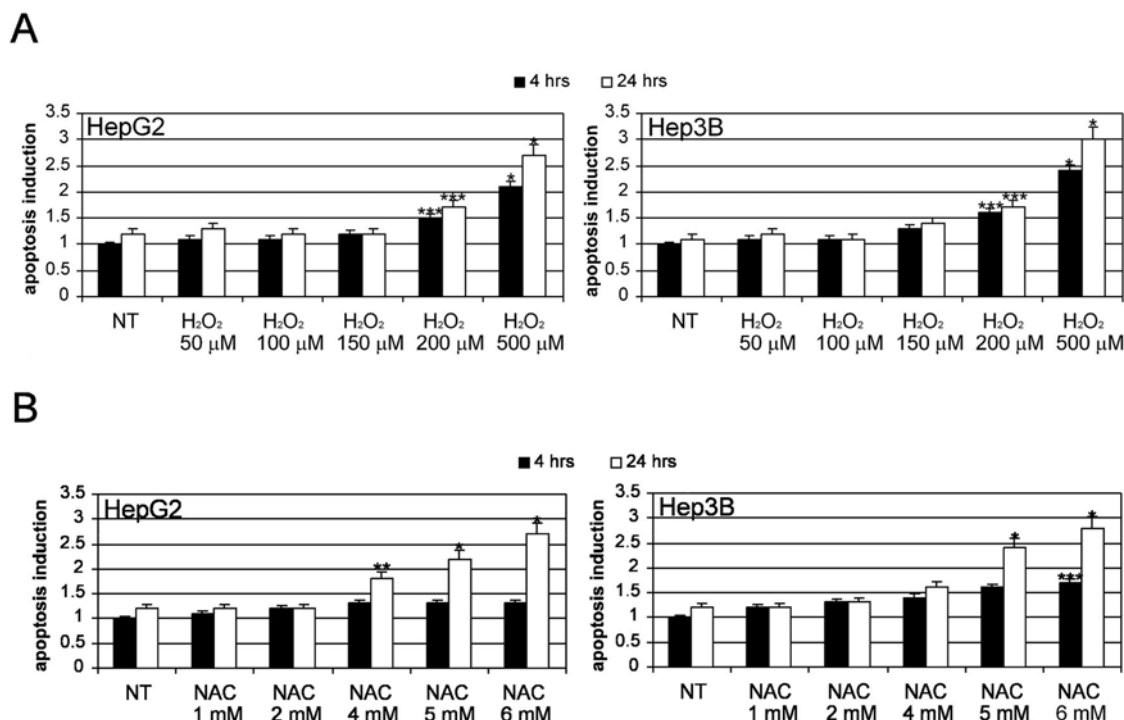 A
■ 4 hrs □ 24 hrs
HepG2
apoptosis induction
3.5
3
2.5
2
1.5
1
0.5
0
* 
*
*** ***
NT H₂O₂ 50 μM H₂O₂ 100 μM H₂O₂ 150 μM H₂O₂ 200 μM H₂O₂ 500 μM
Hep3B
apoptosis induction
3.5
3
2.5
2
1.5
1
0.5
0
*
*
*** ***
NT H₂O₂ 50 μM H₂O₂ 100 μM H₂O₂ 150 μM H₂O₂ 200 μM H₂O₂ 500 μM
B
■ 4 hrs □ 24 hrs
HepG2
apoptosis induction
3.5
3
2.5
2
1.5
1
0.5
0
*
*
**
NT NAC 1 mM NAC 2 mM NAC 4 mM NAC 5 mM NAC 6 mM
Hep3B
apoptosis induction
3.5
3
2.5
2
1.5
1
0.5
0
*
*
***
NT NAC 1 mM NAC 2 mM NAC 4 mM NAC 5 mM NAC 6 mM